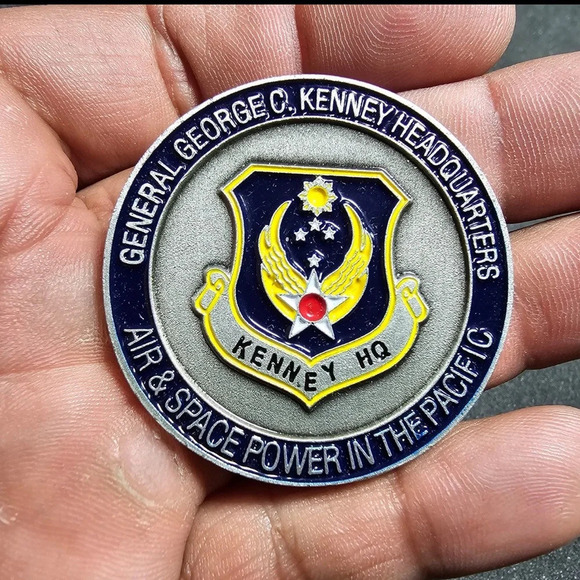 GENERAL GEORGE C. KENNEY HEADQUARTERS
KENNEY HQ
AIR & SPACE POWER IN THE PACIFIC